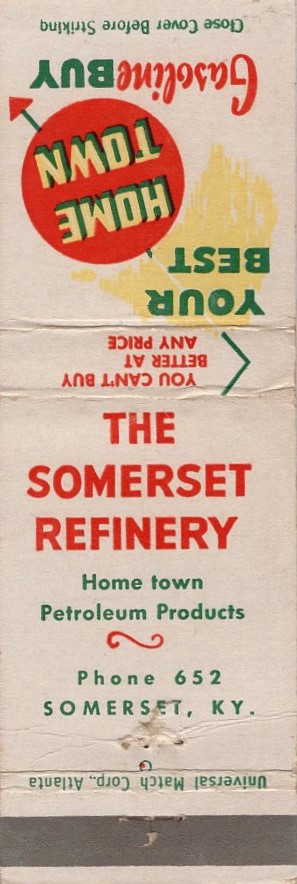 Close Cover Before Striking
Gasoline BUY
HOME
TOWN
YOUR
BEST
YOU CAN'T BUY
BETTER AT
ANY PRICE
THE
SOMERSET
REFINERY
Home town
Petroleum Products
Phone 652
SOMERSET, KY.
Universal Match Corp., Atlanta